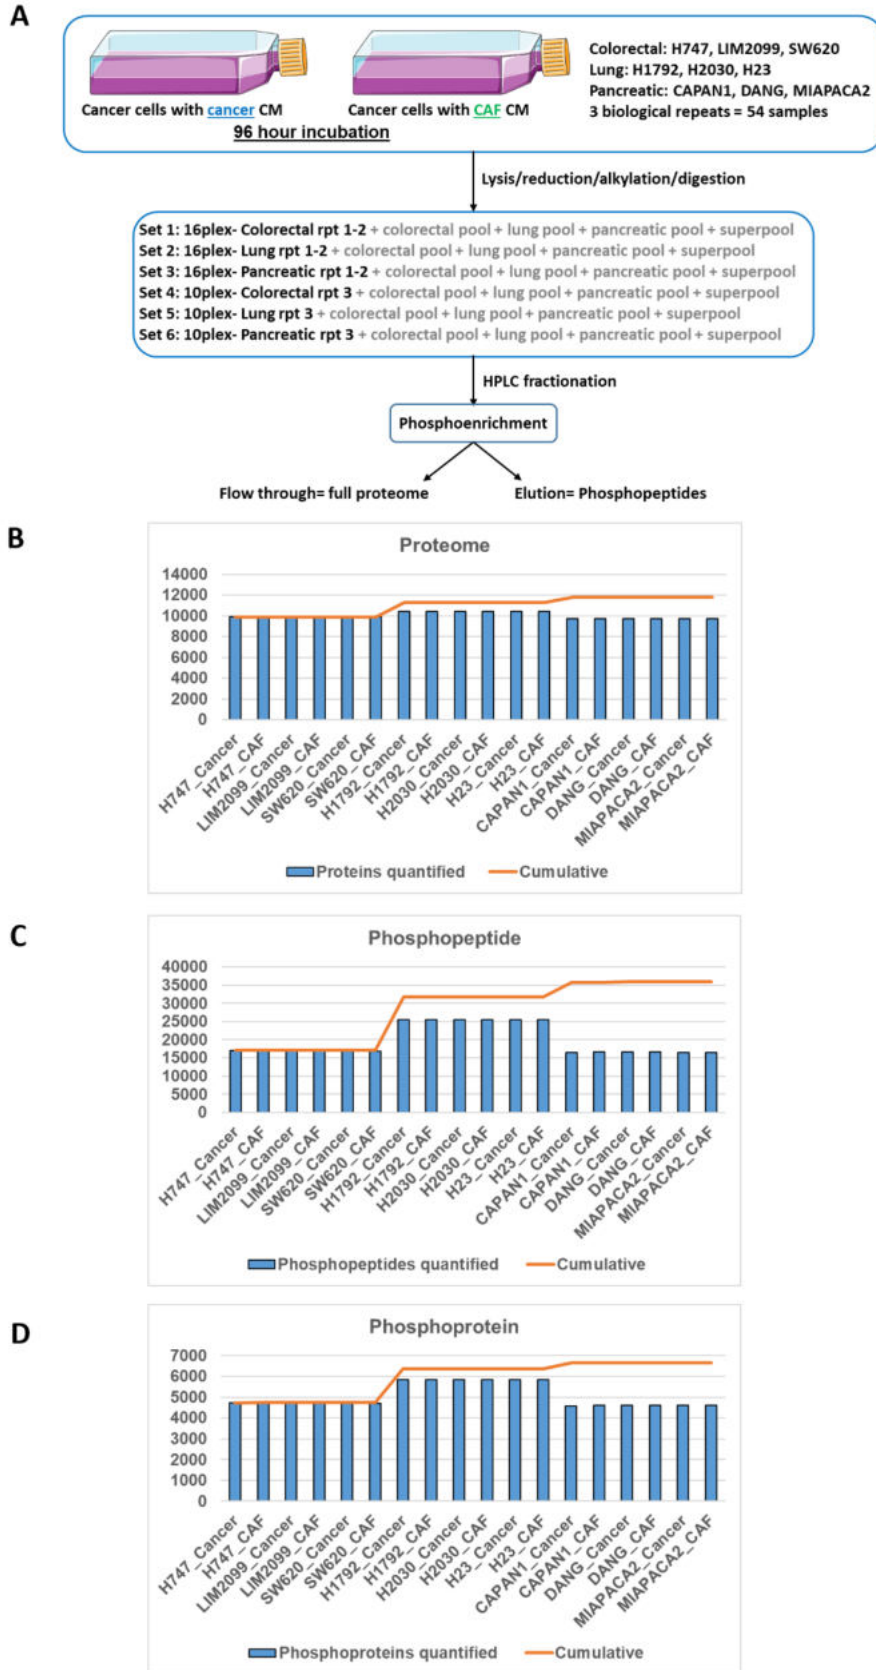 A
Cancer cells with cancer CM
Cancer cells with CAF CM
96 hour incubation
Colorectal: H747, LIM2099, SW620
Lung: H1792, H2030, H23
Pancreatic: CAPAN1, DANG, MIAPACA2
3 biological repeats = 54 samples
Lysis/reduction/alkylation/digestion
Set 1: 16plex- Colorectal rpt 1-2 + colorectal pool + lung pool + pancreatic pool + superpool
Set 2: 16plex- Lung rpt 1-2 + colorectal pool + lung pool + pancreatic pool + superpool
Set 3: 16plex- Pancreatic rpt 1-2 + colorectal pool + lung pool + pancreatic pool + superpool
Set 4: 10plex- Colorectal rpt 3 + colorectal pool + lung pool + pancreatic pool + superpool
Set 5: 10plex- Lung rpt 3 + colorectal pool + lung pool + pancreatic pool + superpool
Set 6: 10plex- Pancreatic rpt 3 + colorectal pool + lung pool + pancreatic pool + superpool
HPLC fractionation
Phosphoenrichment
Flow through= full proteome
Elution= Phosphopeptides
B
Proteome
14000
12000
10000
8000
6000
4000
2000
0
H747_Cancer
H747_CAF
LIM2099_Cancer
LIM2099_CAF
SW620_Cancer
SW620_CAF
H1792_Cancer
H1792_CAF
H2030_Cancer
H2030_CAF
H23_Cancer
H23_CAF
CAPAN1_Cancer
CAPAN1_CAF
DANG_Cancer
DANG_CAF
MIAPACA2_Cancer
MIAPACA2_CAF
Proteins quantified
Cumulative
C
Phosphopeptide
40000
35000
30000
25000
20000
15000
10000
5000
0
H747_Cancer
H747_CAF
LIM2099_Cancer
LIM2099_CAF
SW620_Cancer
SW620_CAF
H1792_Cancer
H1792_CAF
H2030_Cancer
H2030_CAF
H23_Cancer
H23_CAF
CAPAN1_Cancer
CAPAN1_CAF
DANG_Cancer
DANG_CAF
MIAPACA2_Cancer
MIAPACA2_CAF
Phosphopeptides quantified
Cumulative
D
Phosphoprotein
7000
6000
5000
4000
3000
2000
1000
0
H747_Cancer
H747_CAF
LIM2099_Cancer
LIM2099_CAF
SW620_Cancer
SW620_CAF
H1792_Cancer
H1792_CAF
H2030_Cancer
H2030_CAF
H23_Cancer
H23_CAF
CAPAN1_Cancer
CAPAN1_CAF
DANG_Cancer
DANG_CAF
MIAPACA2_Cancer
MIAPACA2_CAF
Phosphoproteins quantified
Cumulative